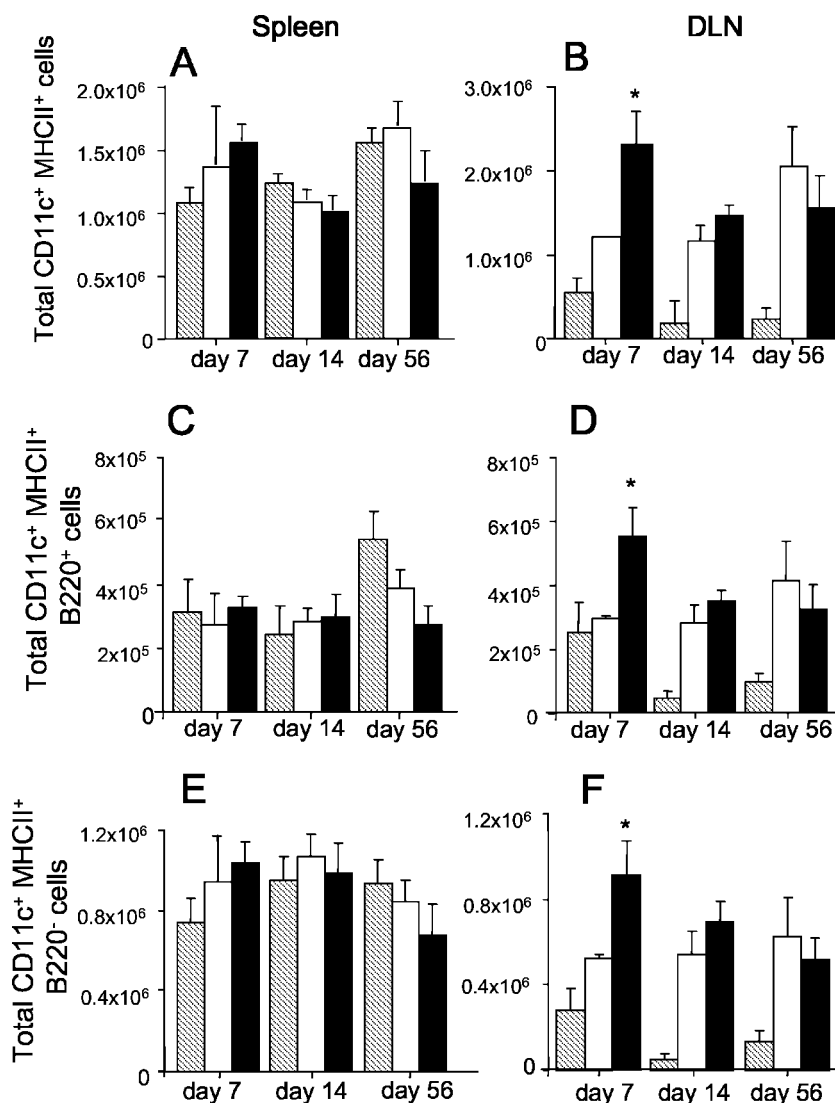 Spleen
DLN
A
B
Total CD11c⁺ MHCII⁺ cells
2.0x10⁶
1.5x10⁶
1.0x10⁶
0.5x10⁶
0
day 7
day 14
day 56
3.0x10⁶
2.0x10⁶
1.0x10⁶
0
*
day 7
day 14
day 56
C
D
Total CD11c⁺ MHCII⁺
B220⁺ cells
8x10⁵
6x10⁵
4x10⁵
2x10⁵
0
day 7
day 14
day 56
8x10⁵
6x10⁵
4x10⁵
2x10⁵
0
*
day 7
day 14
day 56
E
F
Total CD11c⁺ MHCII⁺
B220⁻ cells
1.2x10⁶
0.8x10⁶
0.4x10⁶
0
day 7
day 14
day 56
1.2x10⁶
0.8x10⁶
0.4x10⁶
0
*
day 7
day 14
day 56